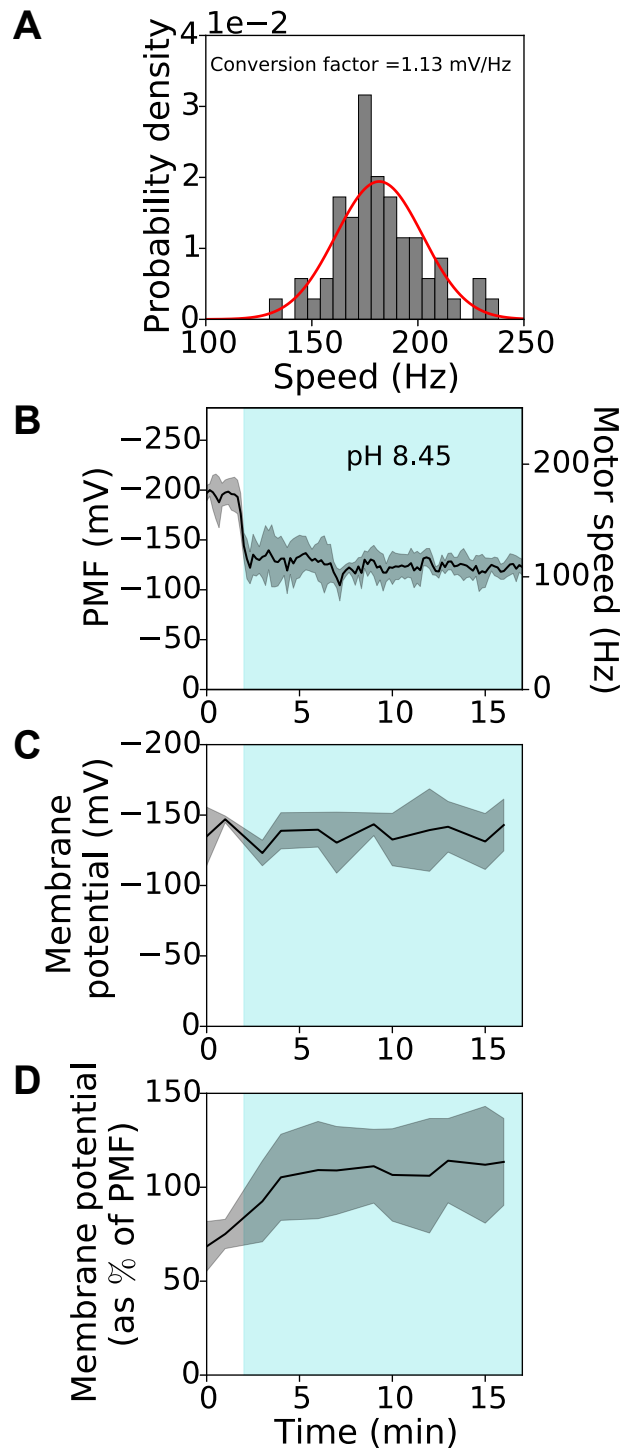 A
1e−2
Conversion factor =1.13 mV/Hz
4
3
2
1
0
Probability density
100
150
200
250
Speed (Hz)
B
pH 8.45
−250
−200
−150
−100
−50
0
PMF (mV)
200
100
0
Motor speed (Hz)
0
5
10
15
C
−200
−150
−100
−50
0
Membrane
potential (mV)
0
5
10
15
D
150
100
50
0
Membrane potential
(as % of PMF)
0
5
10
15
Time (min)